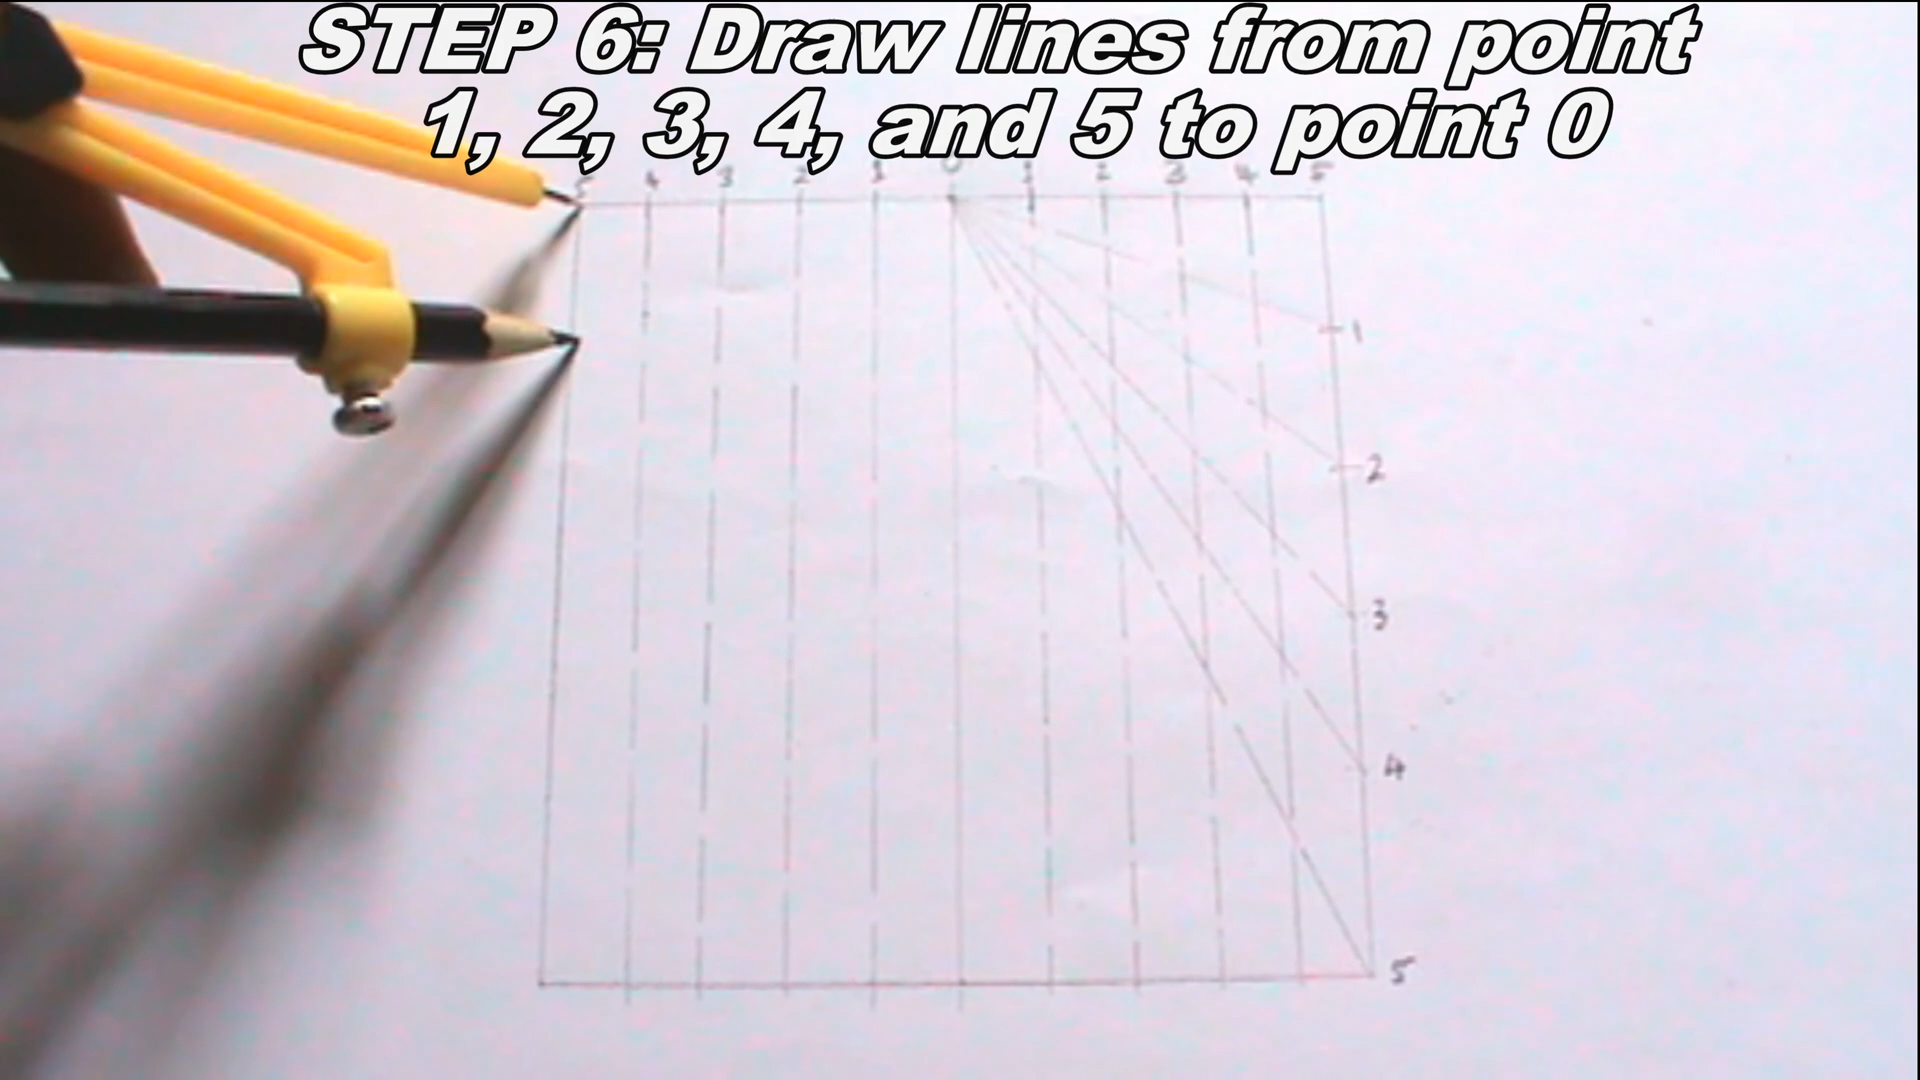 STEP 6: Draw lines from point
1, 2, 3, 4, and 5 to point 0
5 4 3 2 1 0 1 2 3 4 5
1
2
3
4
5